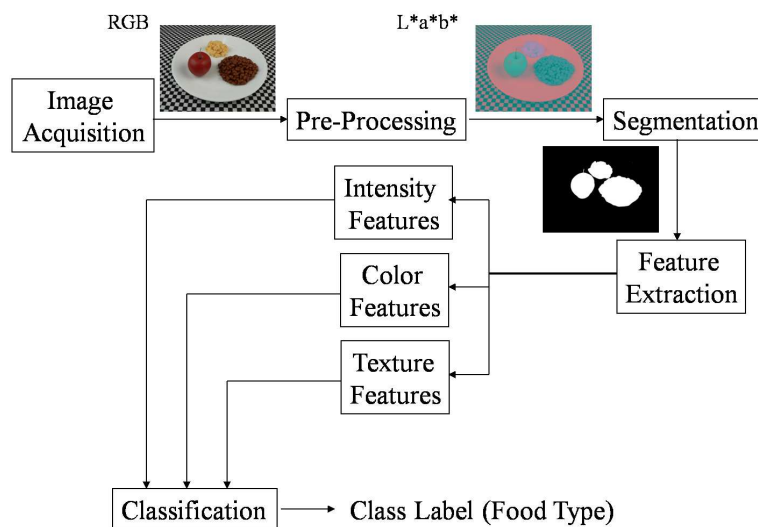 RGB
L*a*b*
Image
Acquisition
Pre-Processing
Segmentation
Intensity
Features
Feature
Extraction
Color
Features
Texture
Features
Classification
Class Label (Food Type)